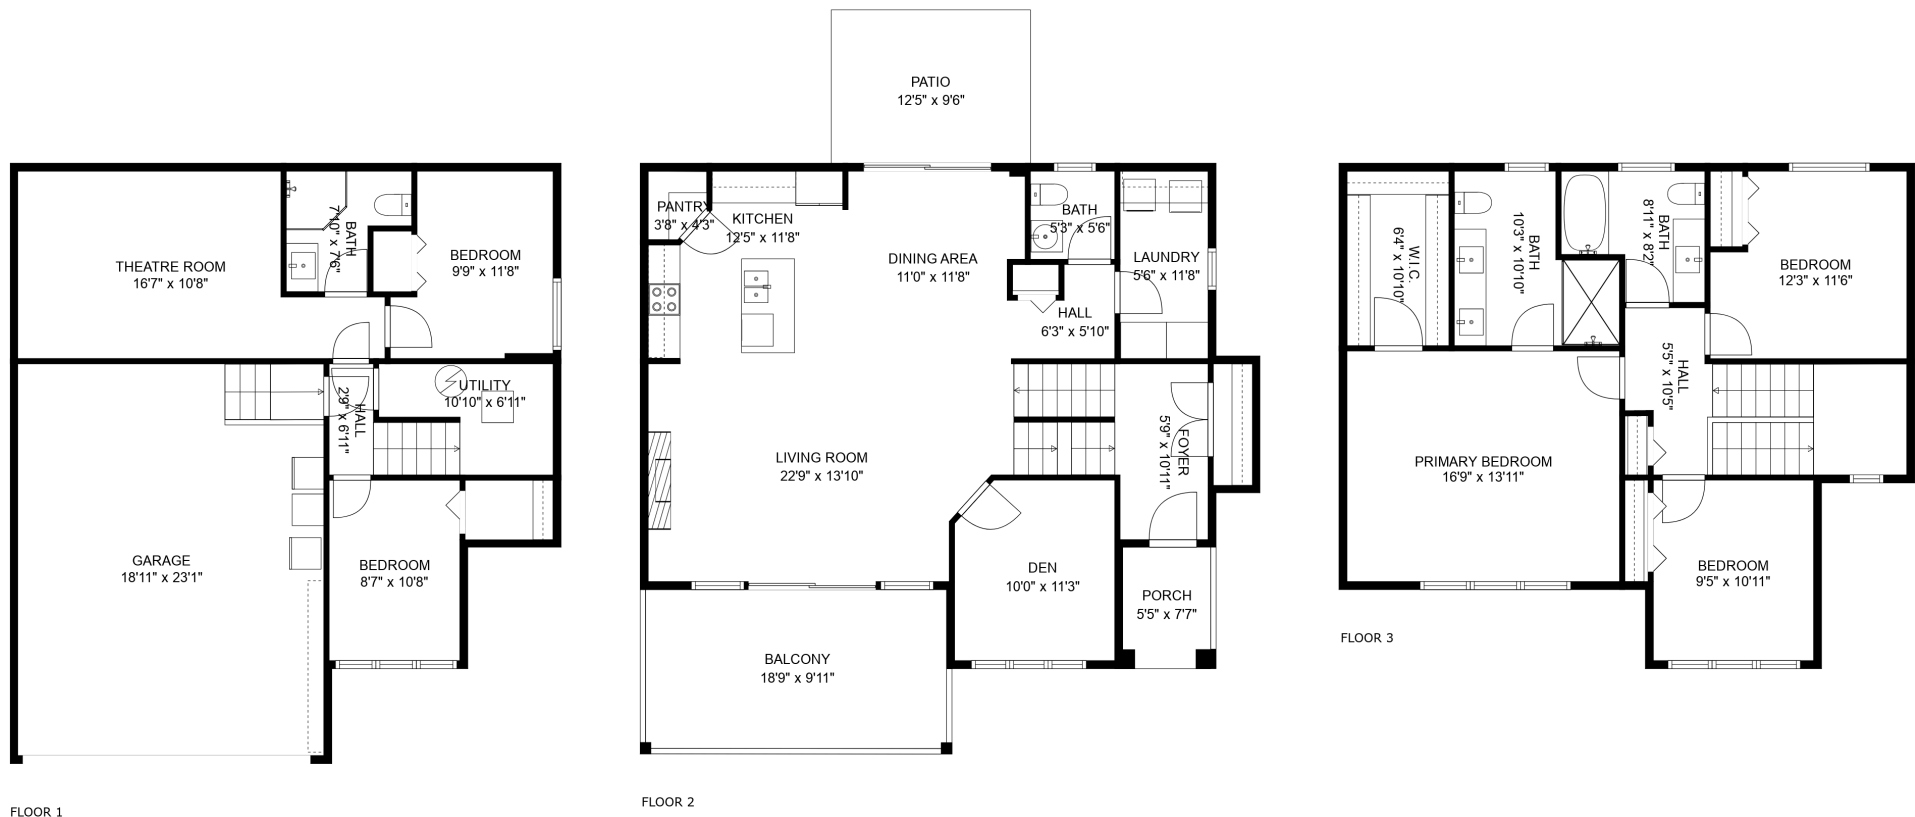 THEATRE ROOM
16'7" x 10'8"
BATH
7'10" x 7'6"
BEDROOM
9'9" x 11'8"
UTILITY
10'10" x 6'11"
HALL
2'9" x 6'11"
GARAGE
18'11" x 23'1"
BEDROOM
8'7" x 10'8"
FLOOR 1
PATIO
12'5" x 9'6"
PANTRY
3'8" x 4'3"
KITCHEN
12'5" x 11'8"
DINING AREA
11'0" x 11'8"
BATH
5'3" x 5'6"
LAUNDRY
5'6" x 11'8"
HALL
6'3" x 5'10"
LIVING ROOM
22'9" x 13'10"
FOYER
5'9" x 10'11"
DEN
10'0" x 11'3"
PORCH
5'5" x 7'7"
BALCONY
18'9" x 9'11"
FLOOR 2
W.I.C.
6'4" x 10'10"
BATH
10'3" x 10'10"
BATH
8'11" x 8'2"
BEDROOM
12'3" x 11'6"
HALL
5'5" x 10'5"
PRIMARY BEDROOM
16'9" x 13'11"
BEDROOM
9'5" x 10'11"
FLOOR 3